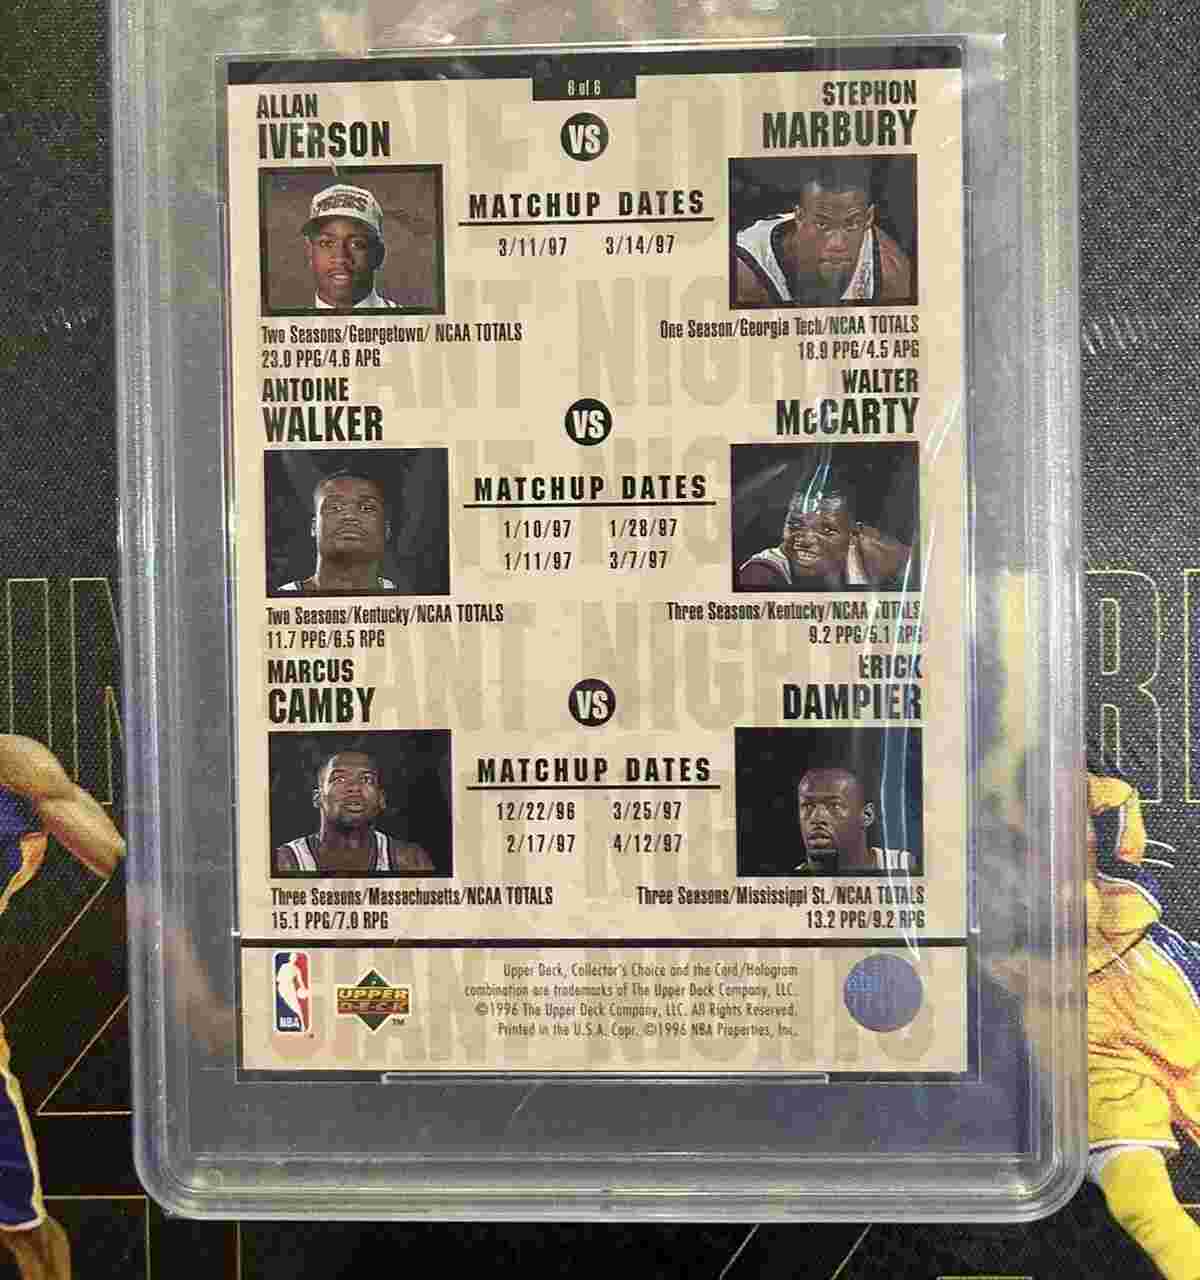 6 of 6
ALLAN
IVERSON
VS
STEPHON
MARBURY
MATCHUP DATES
3/11/97 3/14/97
Two Seasons/Georgetown/ NCAA TOTALS
23.0 PPG/4.6 APG
One Season/Georgia Tech/NCAA TOTALS
18.9 PPG/4.5 APG
ANTOINE
WALKER
VS
WALTER
McCARTY
MATCHUP DATES
1/10/97 1/28/97
1/11/97 3/7/97
Two Seasons/Kentucky/NCAA TOTALS
11.7 PPG/6.5 RPG
Three Seasons/Kentucky/NCAA TOTALS
9.2 PPG/5.1 RPG
MARCUS
CAMBY
VS
ERICK
DAMPIER
MATCHUP DATES
12/22/96 3/25/97
2/17/97 4/12/97
Three Seasons/Massachusetts/NCAA TOTALS
15.1 PPG/7.0 RPG
Three Seasons/Mississippi St./NCAA TOTALS
13.2 PPG/9.2 RPG
NBA
UPPER
DECK
TM
Upper Deck, Collector's Choice and the Card/Hologram
combination are trademarks of The Upper Deck Company, LLC.
©1996 The Upper Deck Company, LLC. All Rights Reserved.
Printed in the U.S.A. Copr. ©1996 NBA Properties, Inc.
GIANT NIGHTS